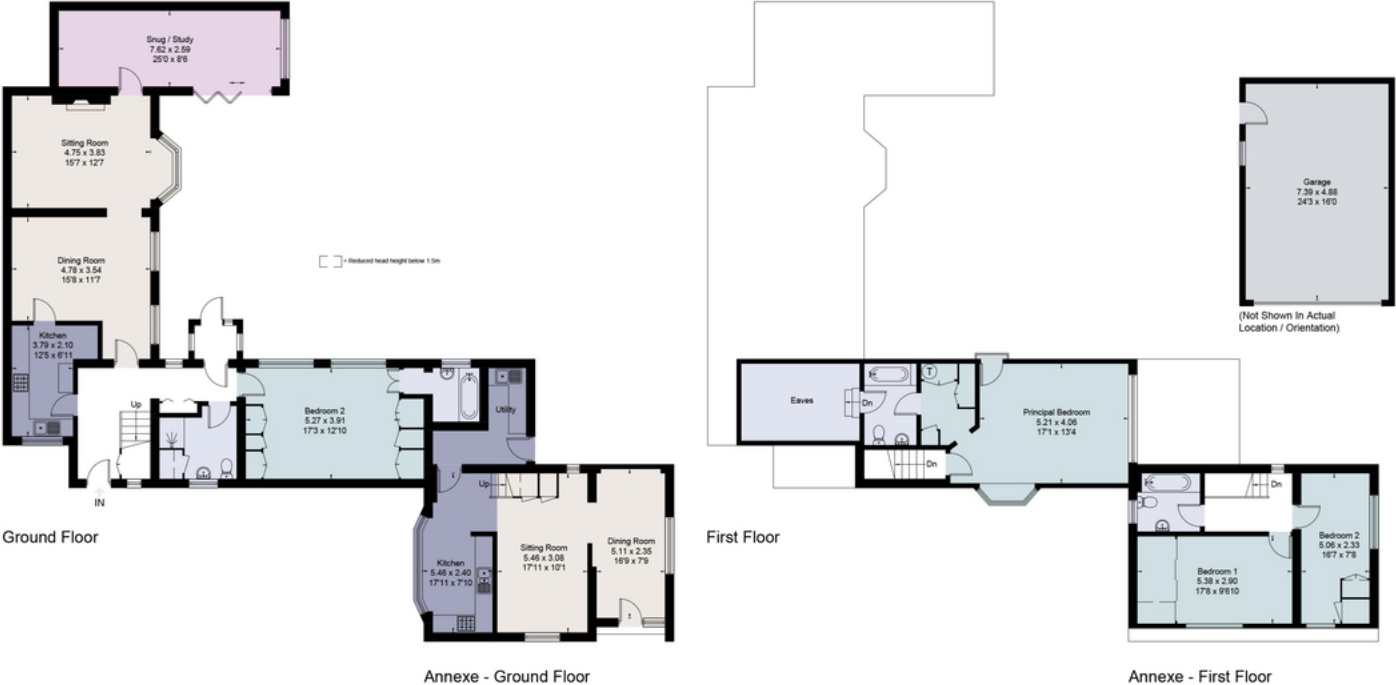 Snug / Study
7.62 x 2.59
25'0 x 8'6
Sitting Room
4.75 x 3.83
15'7 x 12'7
Dining Room
4.78 x 3.54
15'8 x 11'7
Kitchen
3.79 x 2.10
12'5 x 6'11
Up
IN
Bedroom 2
5.27 x 3.91
17'3 x 12'10
Utility
Up
Kitchen
5.46 x 2.40
17'11 x 7'10
Sitting Room
5.46 x 3.08
17'11 x 10'1
Dining Room
5.11 x 2.35
16'9 x 7'9
Ground Floor
Annexe - Ground Floor
= Reduced head height below 1.5m
Eaves
Dn
T
Principal Bedroom
5.21 x 4.06
17'1 x 13'4
Dn
First Floor
Dn
Bedroom 2
5.06 x 2.33
16'7 x 7'8
Bedroom 1
5.38 x 2.90
17'8 x 9'610
Annexe - First Floor
Garage
7.39 x 4.88
24'3 x 16'0
(Not Shown In Actual
Location / Orientation)